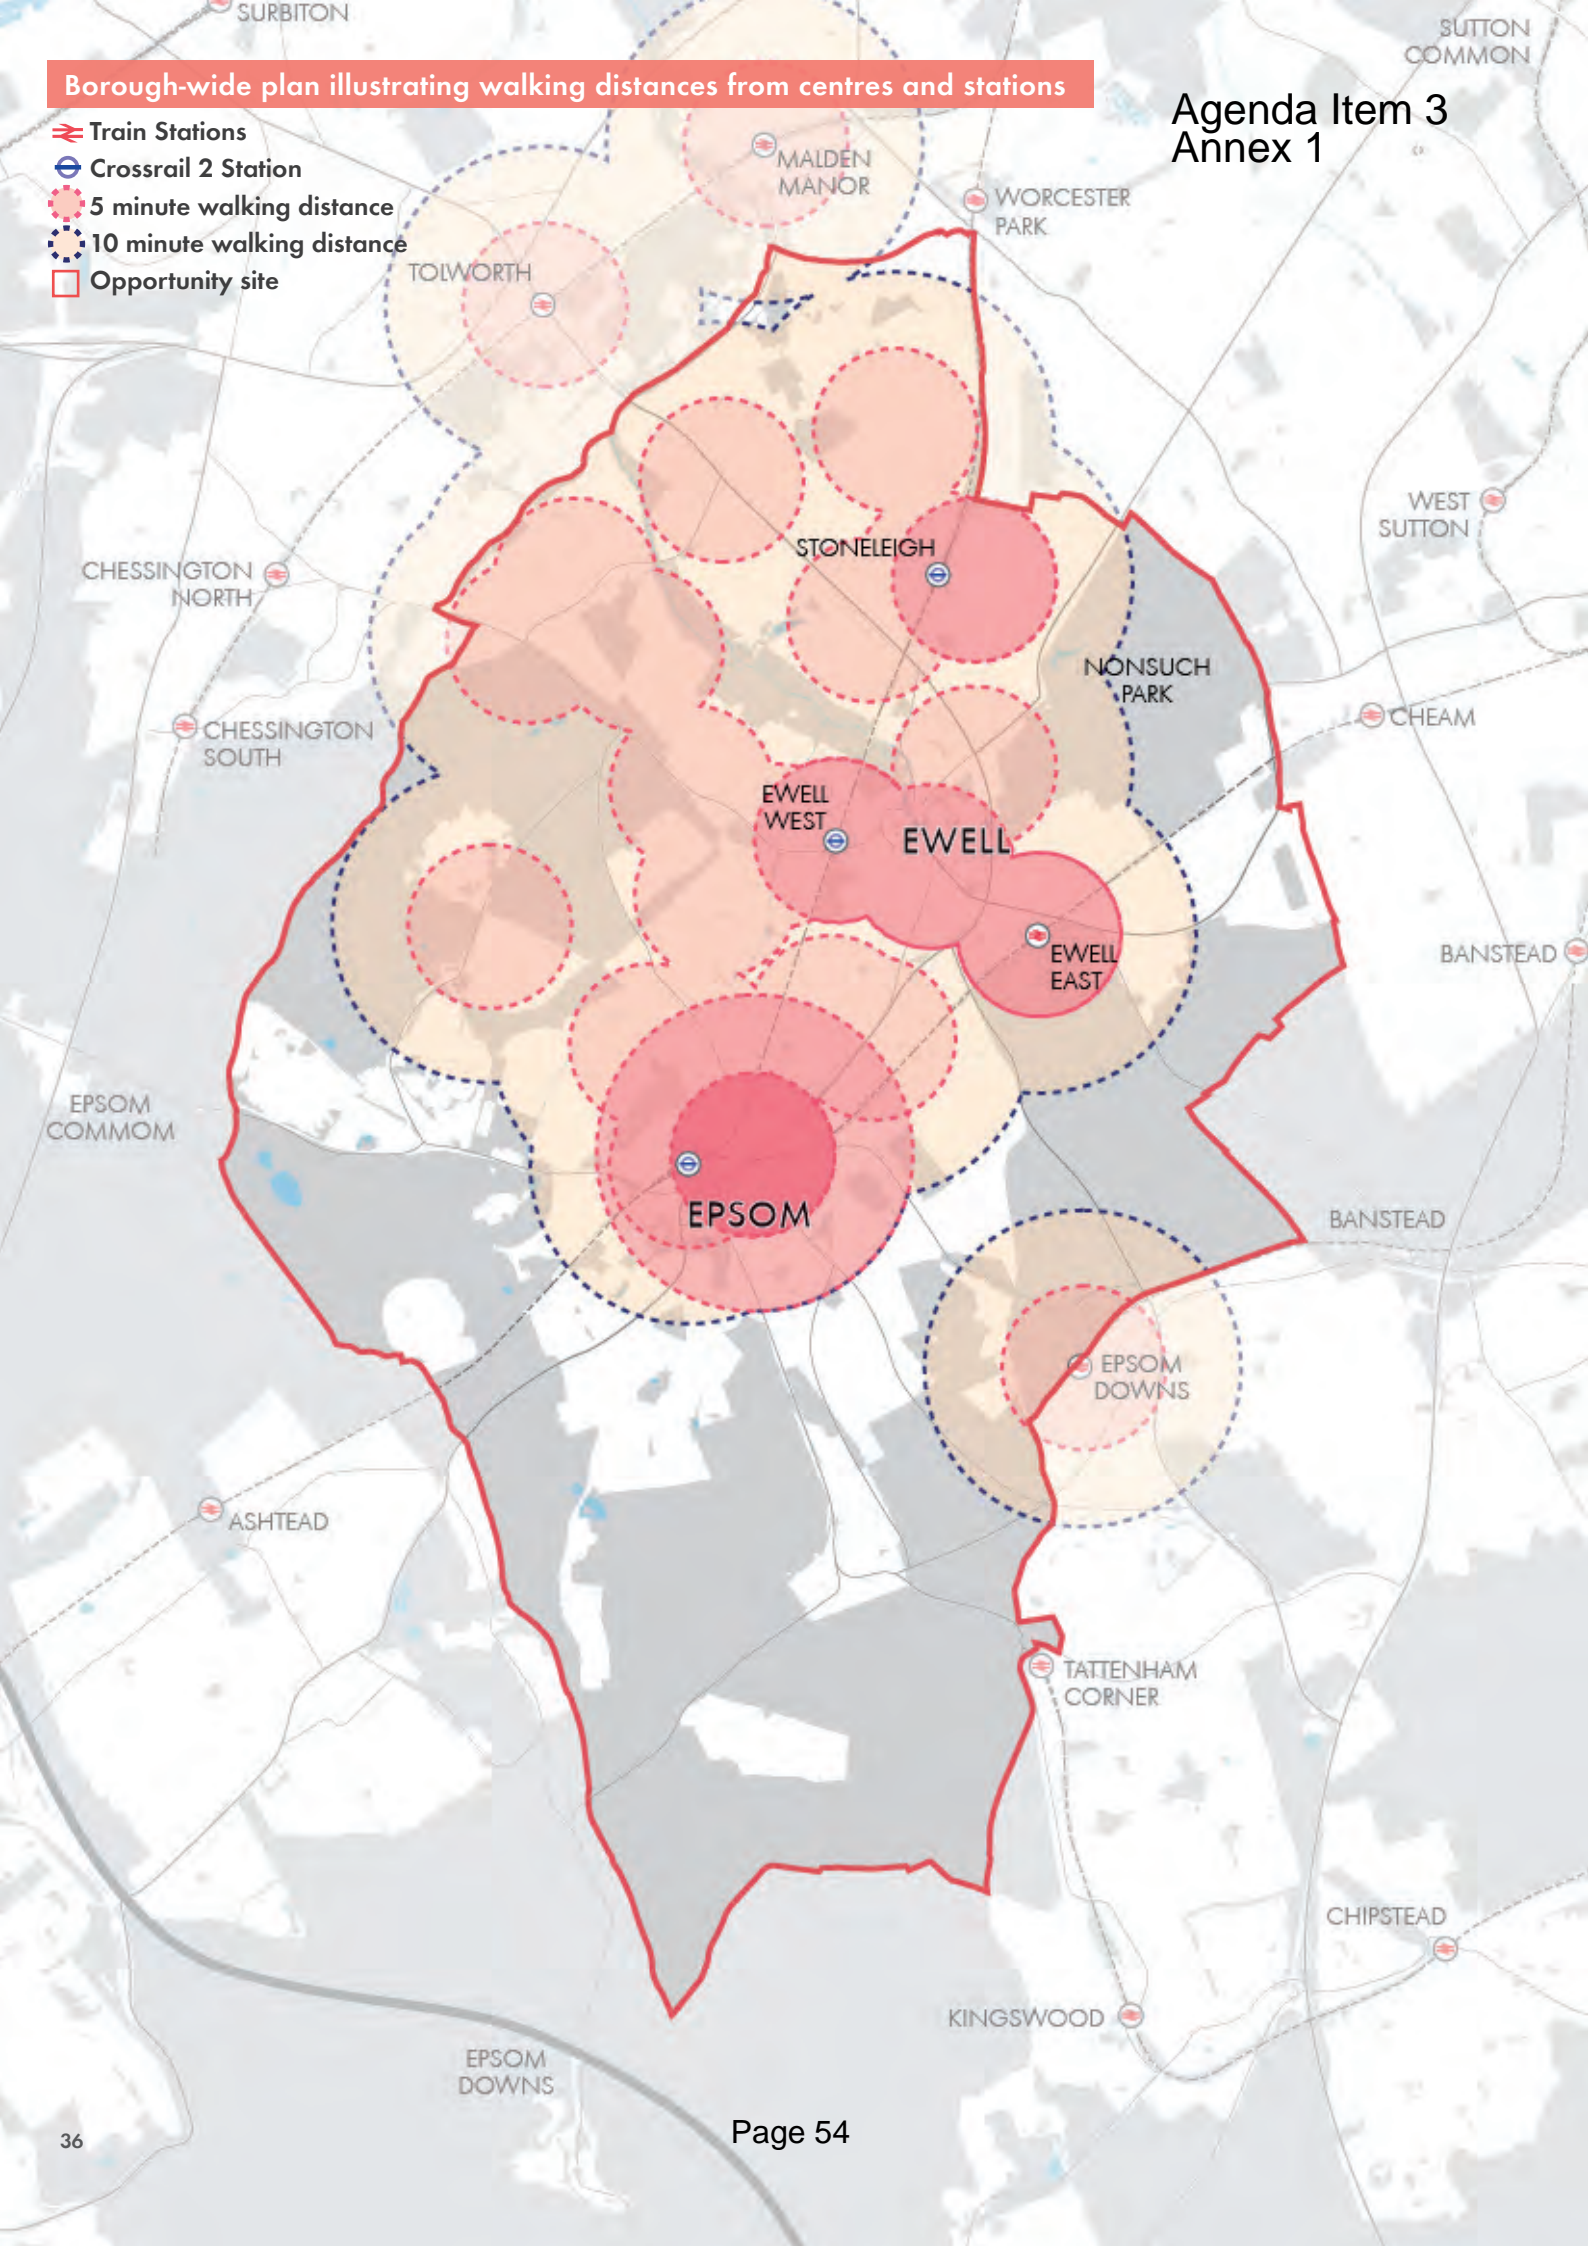 SURBITON
SUTTON
COMMON
Borough-wide plan illustrating walking distances from centres and stations
Agenda Item 3
Annex 1
Train Stations
Crossrail 2 Station
5 minute walking distance
10 minute walking distance
Opportunity site
MALDEN
MANOR
WORCESTER
PARK
TOLWORTH
WEST
SUTTON
STONELEIGH
CHESSINGTON
NORTH
NONSUCH
PARK
CHEAM
CHESSINGTON
SOUTH
EWELL
WEST
EWELL
EWELL
EAST
BANSTEAD
EPSOM
COMMOM
EPSOM
BANSTEAD
EPSOM
DOWNS
ASHTEAD
TATTENHAM
CORNER
CHIPSTEAD
KINGSWOOD
EPSOM
DOWNS
36
Page 54